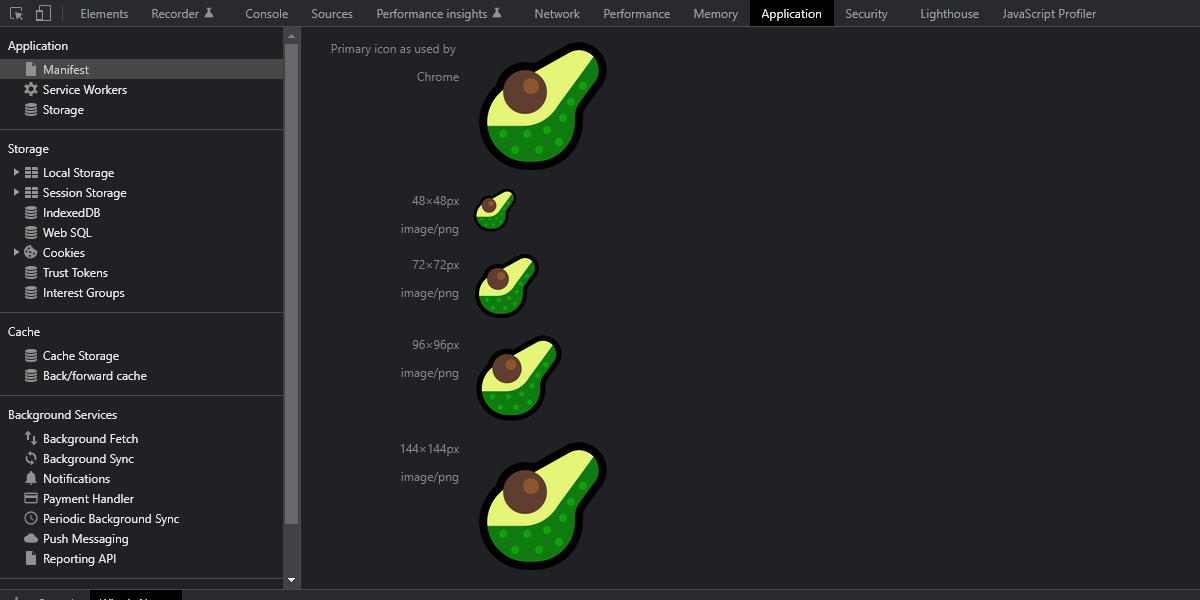 Elements
Recorder
Console
Sources
Performance insights
Network
Performance
Memory
Application
Security
Lighthouse
JavaScript Profiler
Application
Manifest
Service Workers
Storage
Storage
Local Storage
Session Storage
IndexedDB
Web SQL
Cookies
Trust Tokens
Interest Groups
Cache
Cache Storage
Back/forward cache
Background Services
Background Fetch
Background Sync
Notifications
Payment Handler
Periodic Background Sync
Push Messaging
Reporting API
Primary icon as used by
Chrome
48×48px
image/png
72×72px
image/png
96×96px
image/png
144×144px
image/png